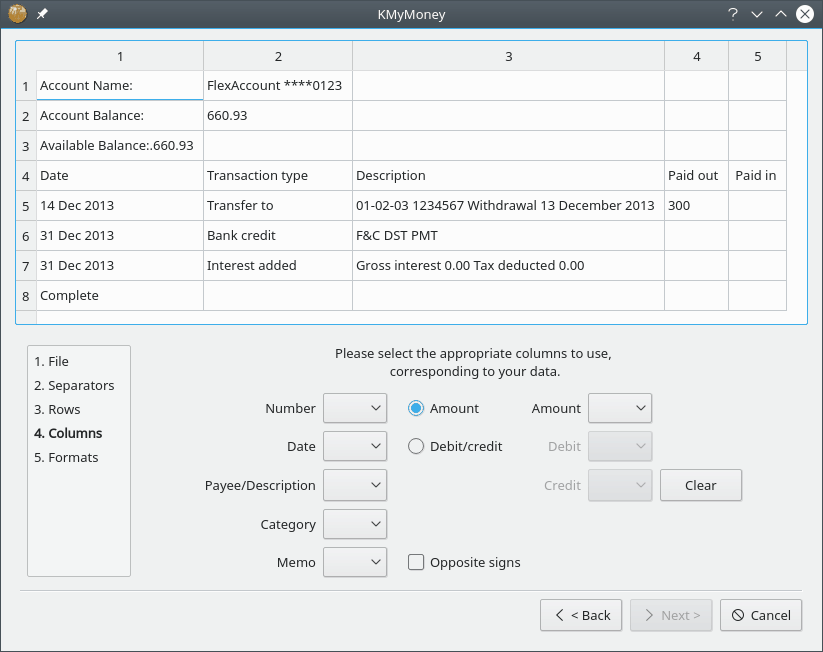 KMyMoney
1 2 3 4 5
1 Account Name: FlexAccount ****0123
2 Account Balance: 660.93
3 Available Balance:.660.93
4 Date Transaction type Description Paid out Paid in
5 14 Dec 2013 Transfer to 01-02-03 1234567 Withdrawal 13 December 2013 300
6 31 Dec 2013 Bank credit F&C DST PMT
7 31 Dec 2013 Interest added Gross interest 0.00 Tax deducted 0.00
8 Complete
1. File
2. Separators
3. Rows
4. Columns
5. Formats
Please select the appropriate columns to use,
corresponding to your data.
Number Amount Amount
Date Debit/credit Debit
Payee/Description Credit Clear
Category
Memo Opposite signs
< Back Next > Cancel